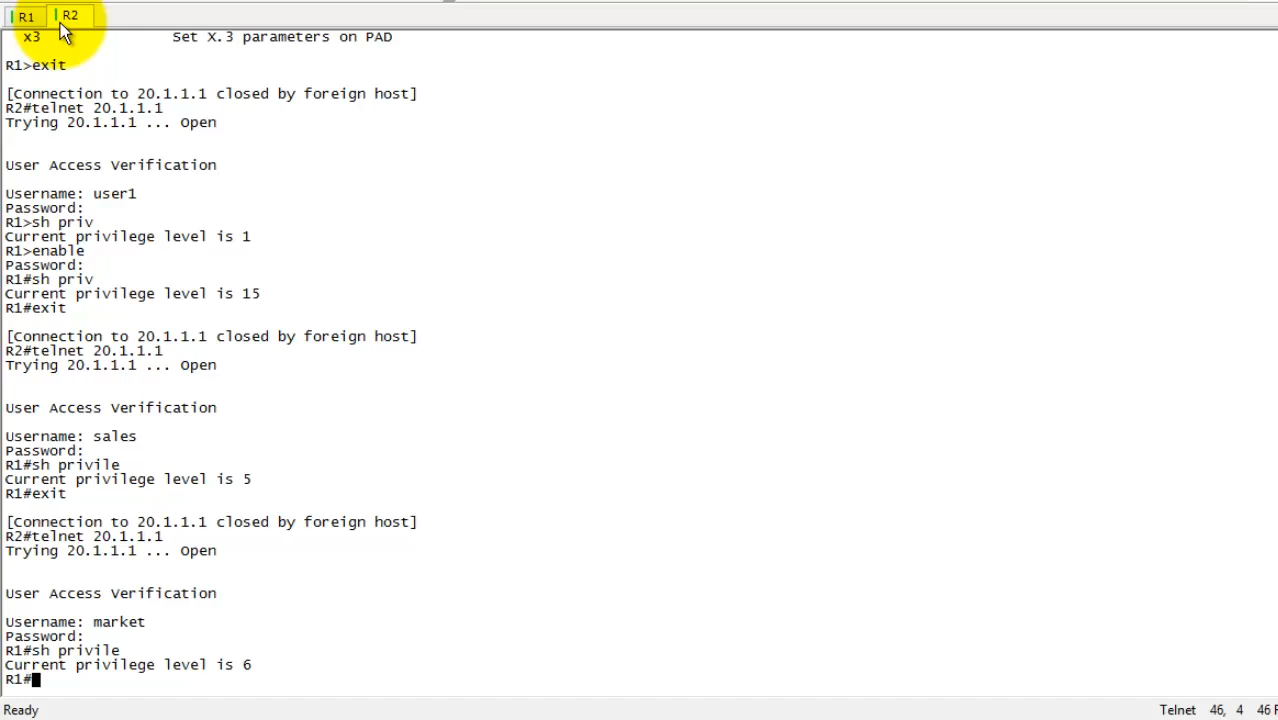 R1 R2
x3 Set X.3 parameters on PAD
R1>exit
[Connection to 20.1.1.1 closed by foreign host]
R2#telnet 20.1.1.1
Trying 20.1.1.1 ... Open
User Access Verification
Username: user1
Password:
R1>sh priv
Current privilege level is 1
R1>enable
Password:
R1#sh priv
Current privilege level is 15
R1#exit
[Connection to 20.1.1.1 closed by foreign host]
R2#telnet 20.1.1.1
Trying 20.1.1.1 ... Open
User Access Verification
Username: sales
Password:
R1#sh privile
Current privilege level is 5
R1#exit
[Connection to 20.1.1.1 closed by foreign host]
R2#telnet 20.1.1.1
Trying 20.1.1.1 ... Open
User Access Verification
Username: market
Password:
R1#sh privile
Current privilege level is 6
R1#
Ready Telnet 46, 4 46 R